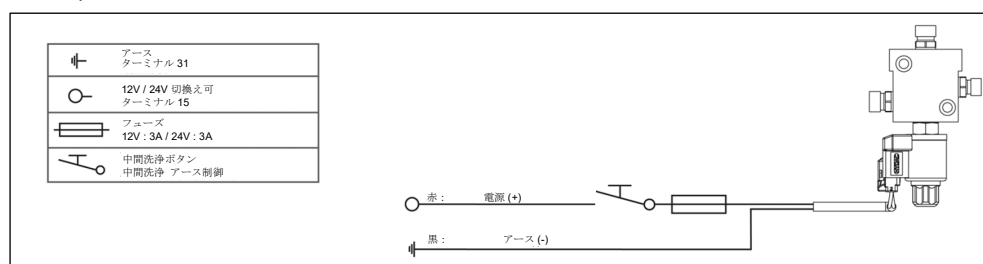 アース
ターミナル 31
12V / 24V 切換え可
ターミナル 15
フューズ
12V : 3A / 24V : 3A
中間洗浄ボタン
中間洗浄 アース制御
赤： 電源 (+)
黒： アース (-)